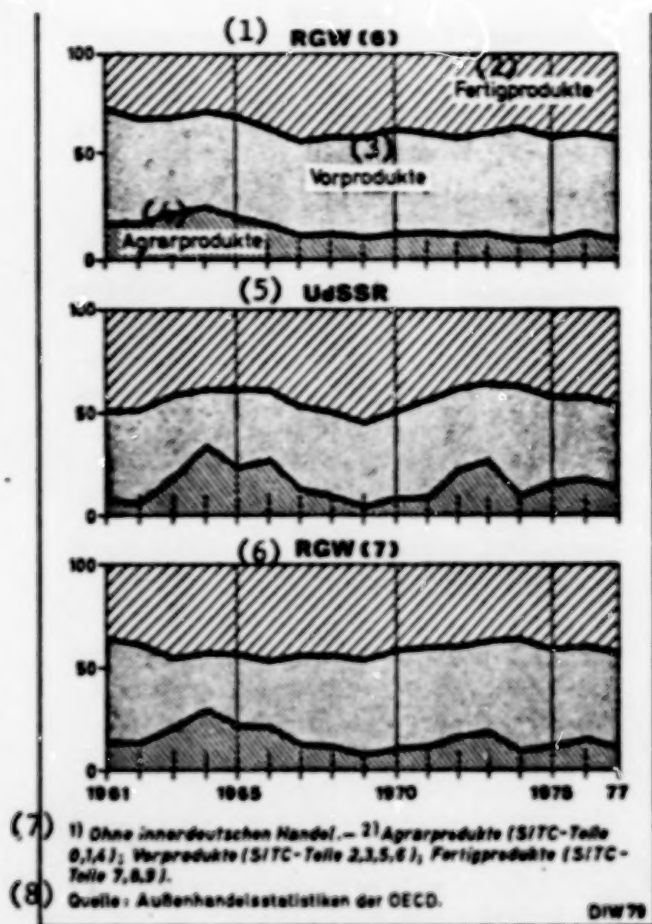 (1) RGW (6)
100
(2)
Fertigprodukte
50
(3)
Vorprodukte
(4)
Agrarprodukte
0
(5) UdSSR
100
50
0
(6) RGW (7)
100
50
0
1961 1965 1970 1975 77
(7) 1) Ohne innerdeutschen Handel. — 2) Agrarprodukte (SITC-Teile
0,1,4); Vorprodukte (SITC-Teile 2,3,5,6); Fertigprodukte (SITC-
Teile 7,8,9).
(8) Quelle: Außenhandelsstatistiken der OECD.
DIW 79